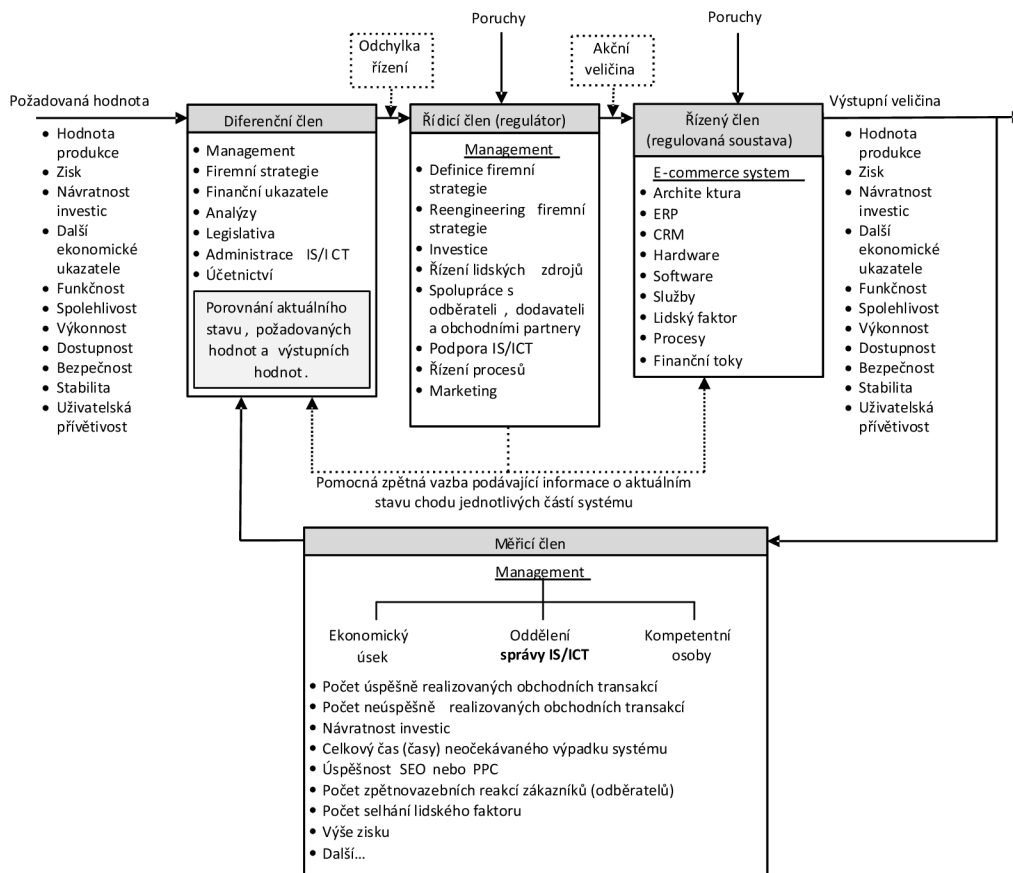 Poruchy
Poruchy
Odchylka
řízení
Akční
veličina
Požadovaná hodnota
Hodnota
produkce
Zisk
Návratnost
investic
Další
ekonomické
ukazatele
Funkčnost
Spolehlivost
Výkonnost
Dostupnost
Bezpečnost
Stabilita
Uživatelská
přívětivost
Diferenční člen
Management
Firemní strategie
Finanční ukazatele
Analýzy
Legislativa
Administrace IS/ICT
Účetnictví
Porovnání aktuálního
stavu, požadovaných
hodnot a výstupních
hodnot.
Řídicí člen (regulátor)
Management
Definice firemní
strategie
Reengineering firemní
strategie
Investice
Řízení lidských zdrojů
Spolupráce s
odběrateli, dodavateli
a obchodními partnery
Podpora IS/ICT
Řízení procesů
Marketing
Řízený člen
(regulovaná soustava)
E-commerce system
Architektura
ERP
CRM
Hardware
Software
Služby
Lidský faktor
Procesy
Finanční toky
Výstupní veličina
Hodnota
produkce
Zisk
Návratnost
investic
Další
ekonomické
ukazatele
Funkčnost
Spolehlivost
Výkonnost
Dostupnost
Bezpečnost
Stabilita
Uživatelská
přívětivost
Pomocná zpětná vazba podávající informace o aktuálním
stavu chodu jednotlivých částí systému
Měřicí člen
Management
Ekonomický
úsek
Oddělení
správy IS/ICT
Kompetentní
osoby
Počet úspěšně realizovaných obchodních transakcí
Počet neúspěšně realizovaných obchodních transakcí
Návratnost investic
Celkový čas (časy) neočekávaného výpadku systému
Úspěšnost SEO nebo PPC
Počet zpětnovazebních reakcí zákazníků (odběratelů)
Počet selhání lidského faktoru
Výše zisku
Další…